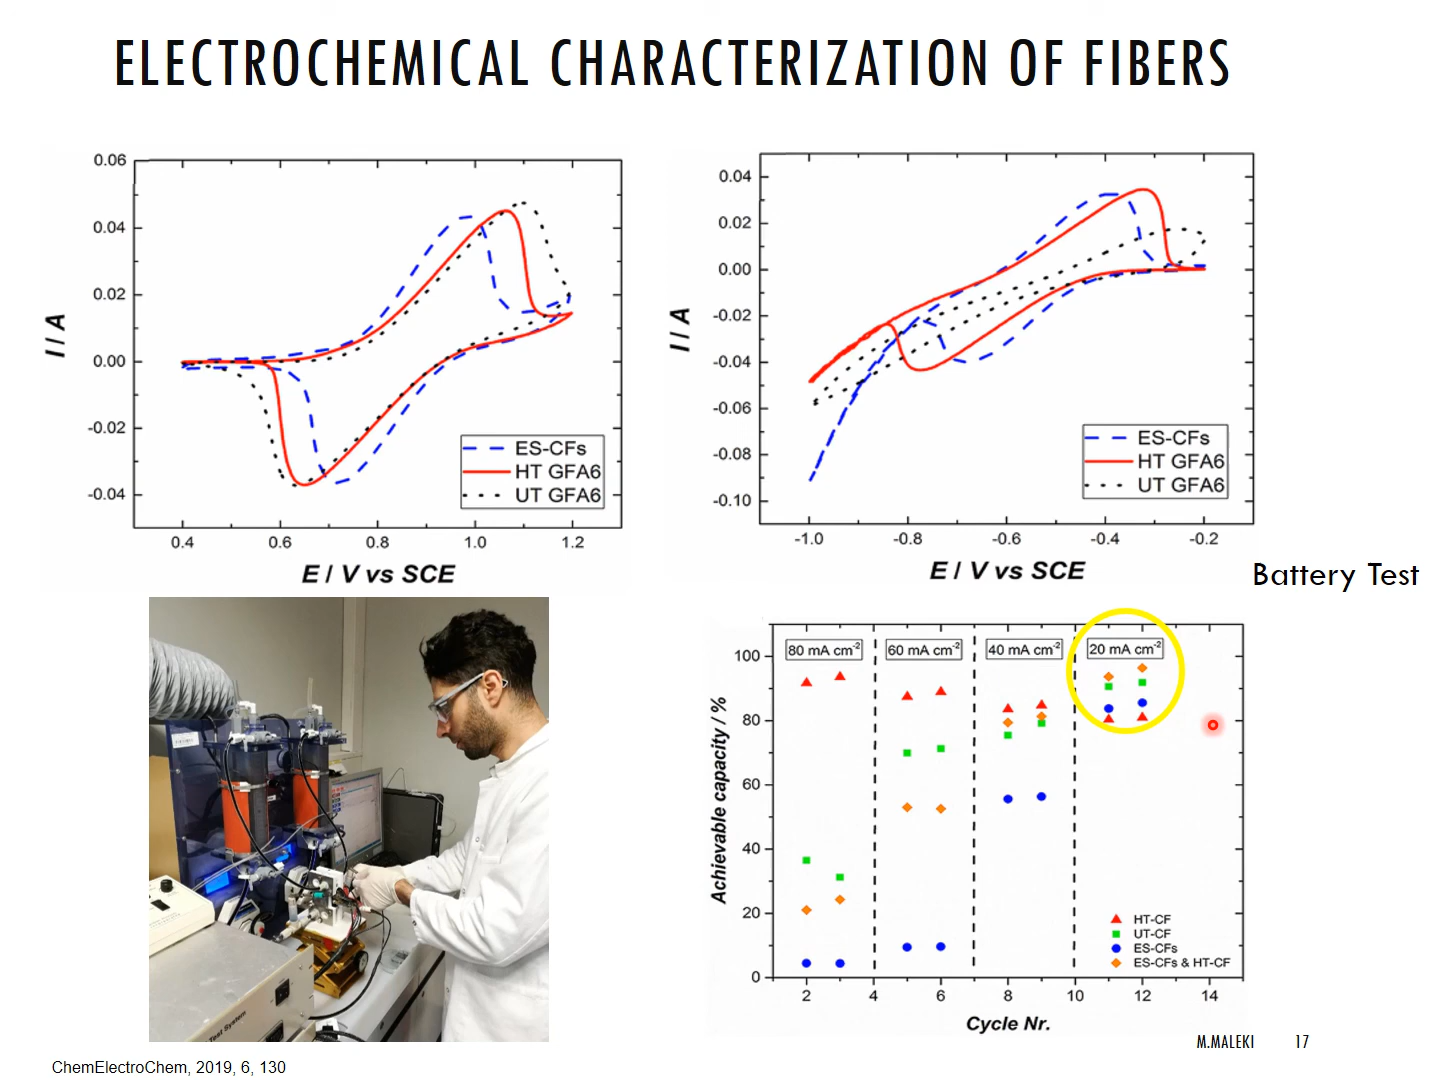 ELECTROCHEMICAL CHARACTERIZATION OF FIBERS
0.06
0.04
0.02
0.00
-0.02
-0.04
I / A
ES-CFs
HT GFA6
UT GFA6
0.4 0.6 0.8 1.0 1.2
E / V vs SCE
0.04
0.02
0.00
-0.02
-0.04
-0.06
-0.08
-0.10
I / A
ES-CFs
HT GFA6
UT GFA6
-1.0 -0.8 -0.6 -0.4 -0.2
E / V vs SCE
Battery Test
Test System
80 mA cm-2 60 mA cm-2 40 mA cm-2 20 mA cm-2
100
80
60
40
20
0
Achievable capacity / %
HT-CF
UT-CF
ES-CFs
ES-CFs & HT-CF
2 4 6 8 10 12 14
Cycle Nr.
M.MALEKI 17
ChemElectroChem, 2019, 6, 130